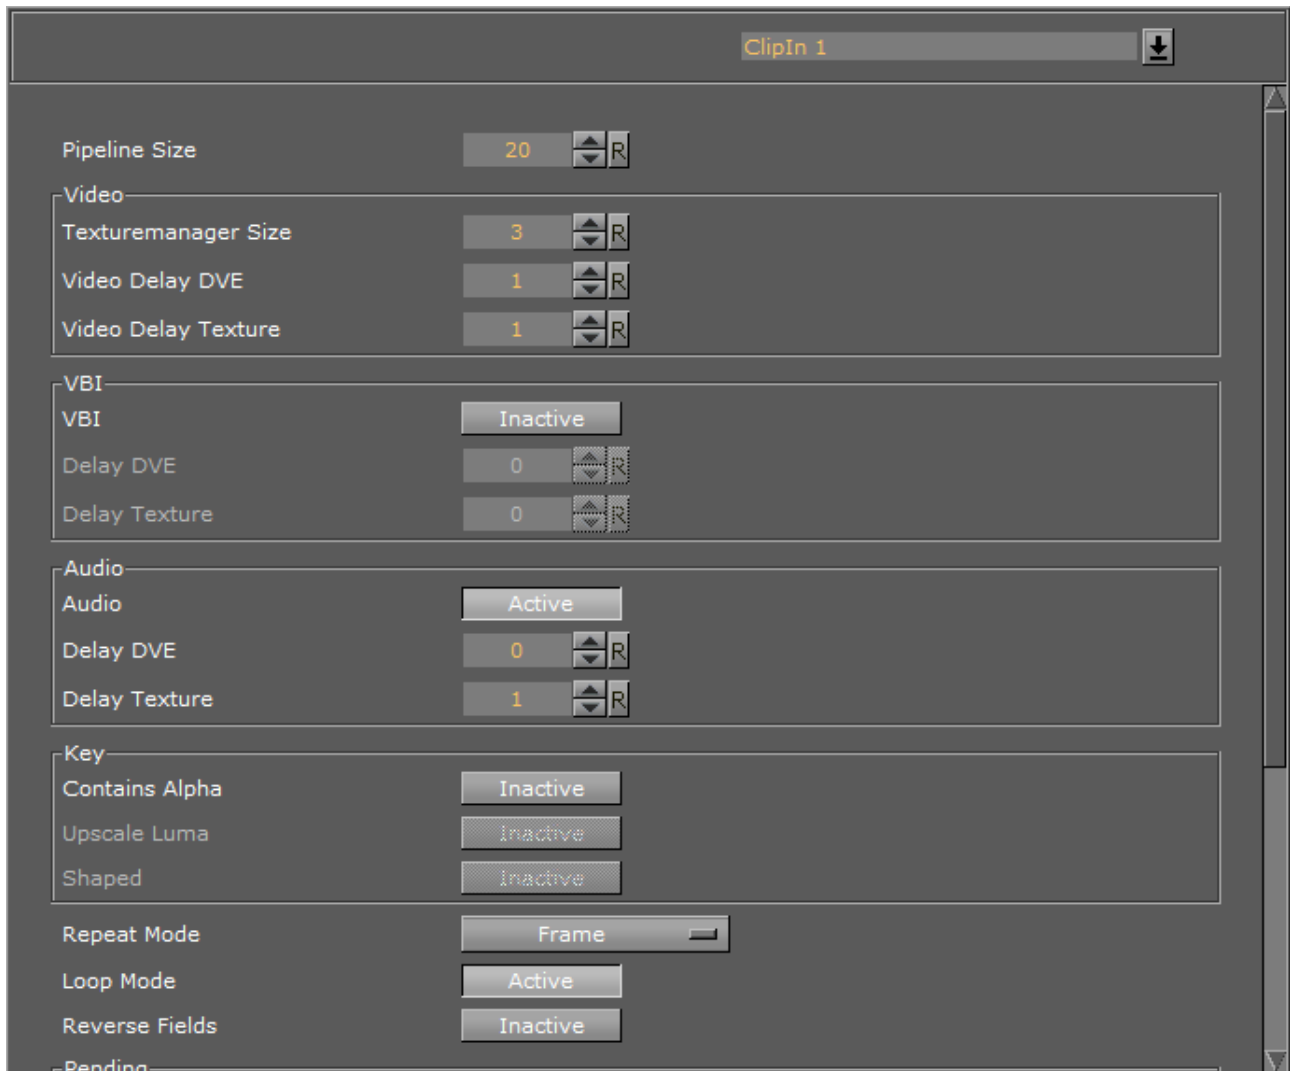 ClipIn 1
Pipeline Size 20 R
Video
Texturemanager Size 3 R
Video Delay DVE 1 R
Video Delay Texture 1 R
VBI
VBI Inactive
Delay DVE 0 R
Delay Texture 0 R
Audio
Audio Active
Delay DVE 0 R
Delay Texture 1 R
Key
Contains Alpha Inactive
Upscale Luma Inactive
Shaped Inactive
Repeat Mode Frame
Loop Mode Active
Reverse Fields Inactive
Pending